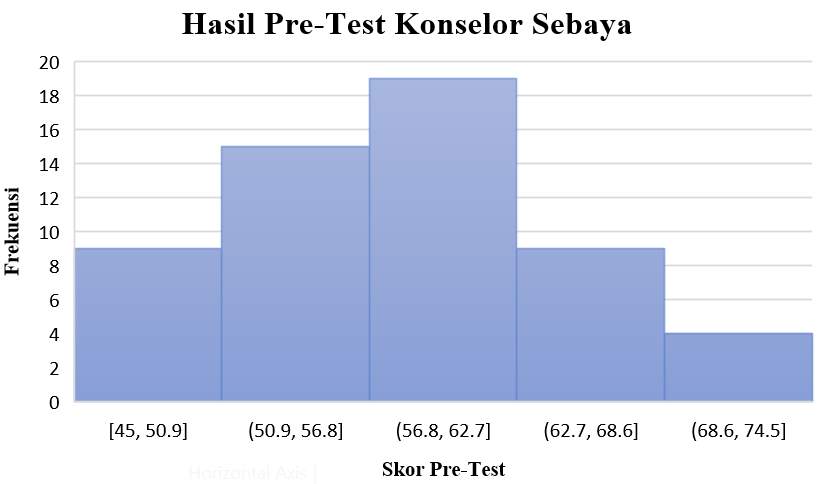 Hasil Pre-Test Konselor Sebaya
20
18
16
14
12
10
8
6
4
2
0
Frekuensi
[45, 50.9] (50.9, 56.8] (56.8, 62.7] (62.7, 68.6] (68.6, 74.5]
Horizontal Axis |
Skor Pre-Test